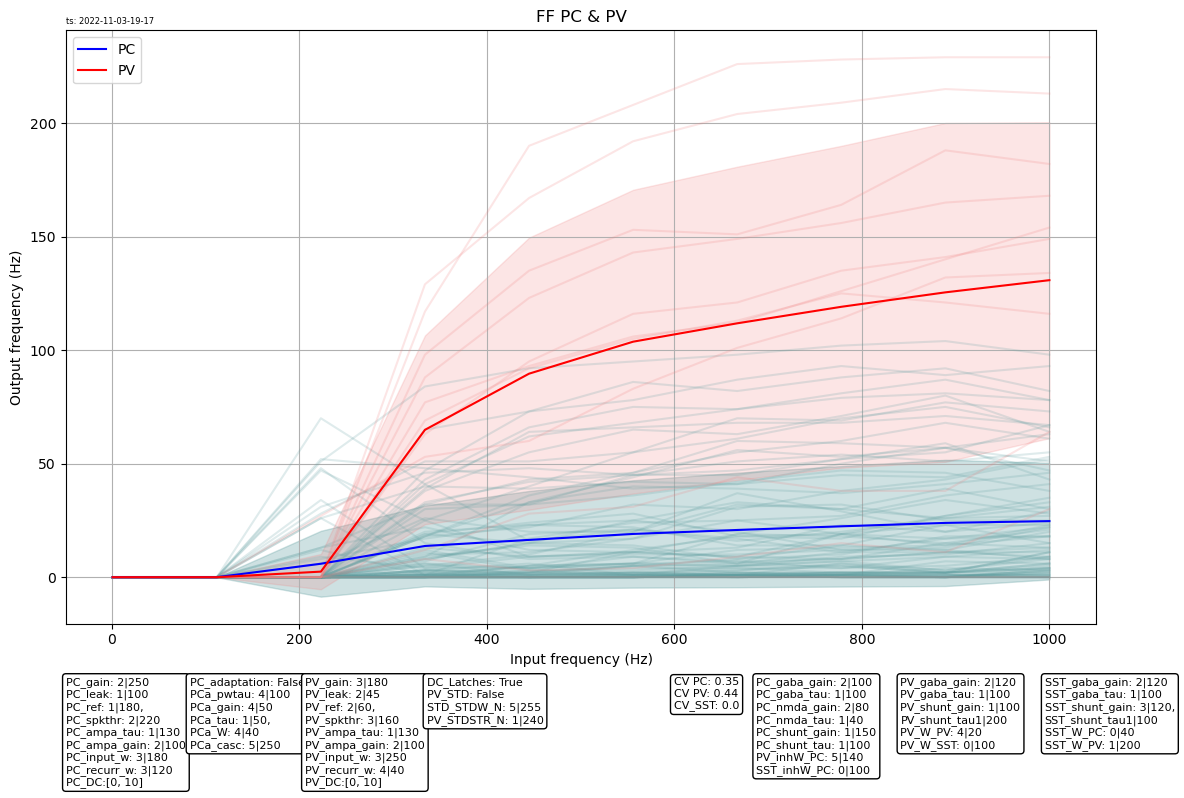 ts: 2022-11-03-19-17
FF PC & PV
PC
PV
Output frequency (Hz)
200
150
100
50
0
0
200
400
600
800
1000
Input frequency (Hz)
PC_gain: 2|250
PC_leak: 1|100
PC_ref: 1|180,
PC_spkthr: 2|220
PC_ampa_tau: 1|130
PC_ampa_gain: 2|100
PC_input_w: 3|180
PC_recurr_w: 3|120
PC_DC:[0, 10]
PC_adaptation: False
PCa_pwtau: 4|100
PCa_gain: 4|50
PCa_tau: 1|50,
PCa_W: 4|40
PCa_casc: 5|250
PV_gain: 3|180
PV_leak: 2|45
PV_ref: 2|60,
PV_spkthr: 3|160
PV_ampa_tau: 1|130
PV_ampa_gain: 2|100
PV_input_w: 3|250
PV_recurr_w: 4|40
PV_DC:[0, 10]
DC_Latches: True
PV_STD: False
STD_STDW_N: 5|255
PV_STDSTR_N: 1|240
CV PC: 0.35
CV PV: 0.44
CV_SST: 0.0
PC_gaba_gain: 2|100
PC_gaba_tau: 1|100
PC_nmda_gain: 2|80
PC_nmda_tau: 1|40
PC_shunt_gain: 1|150
PC_shunt_tau: 1|100
PV_inhW_PC: 5|140
SST_inhW_PC: 0|100
PV_gaba_gain: 2|120
PV_gaba_tau: 1|100
PV_shunt_gain: 1|100
PV_shunt_tau1|200
PV_W_PV: 4|20
PV_W_SST: 0|100
SST_gaba_gain: 2|120
SST_gaba_tau: 1|100
SST_shunt_gain: 3|120,
SST_shunt_tau1|100
SST_W_PC: 0|40
SST_W_PV: 1|200